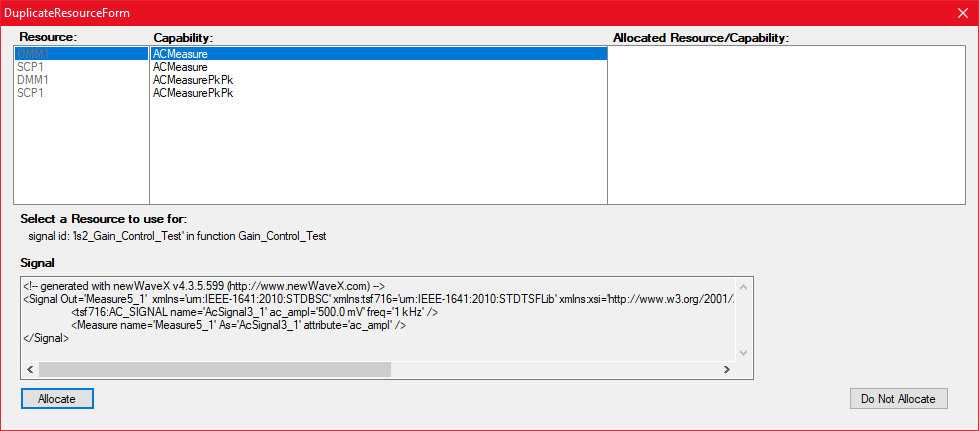 DuplicateResourceForm
Resource: Capability: Allocated Resource/Capability:
DMM1 ACMeasure
SCP1 ACMeasure
DMM1 ACMeasurePkPk
SCP1 ACMeasurePkPk
Select a Resource to use for:
signal id: 'ls2_Gain_Control_Test' in function Gain_Control_Test
Signal
<!-- generated with newWaveX v4.3.5.599 (http://www.newWaveX.com) -->
<Signal Out='Measure5_1' xmlns='urn:IEEE-1641:2010:STDBSC' xmlns:tsf716='urn:IEEE-1641:2010:STDTSFLib' xmlns:xsi='http://www.w3.org/2001/
<tsf716:AC_SIGNAL name='AcSignal3_1' ac_ampl='500.0 mV' freq='1 kHz' />
<Measure name='Measure5_1' As='AcSignal3_1' attribute='ac_ampl' />
</Signal>
Allocate Do Not Allocate